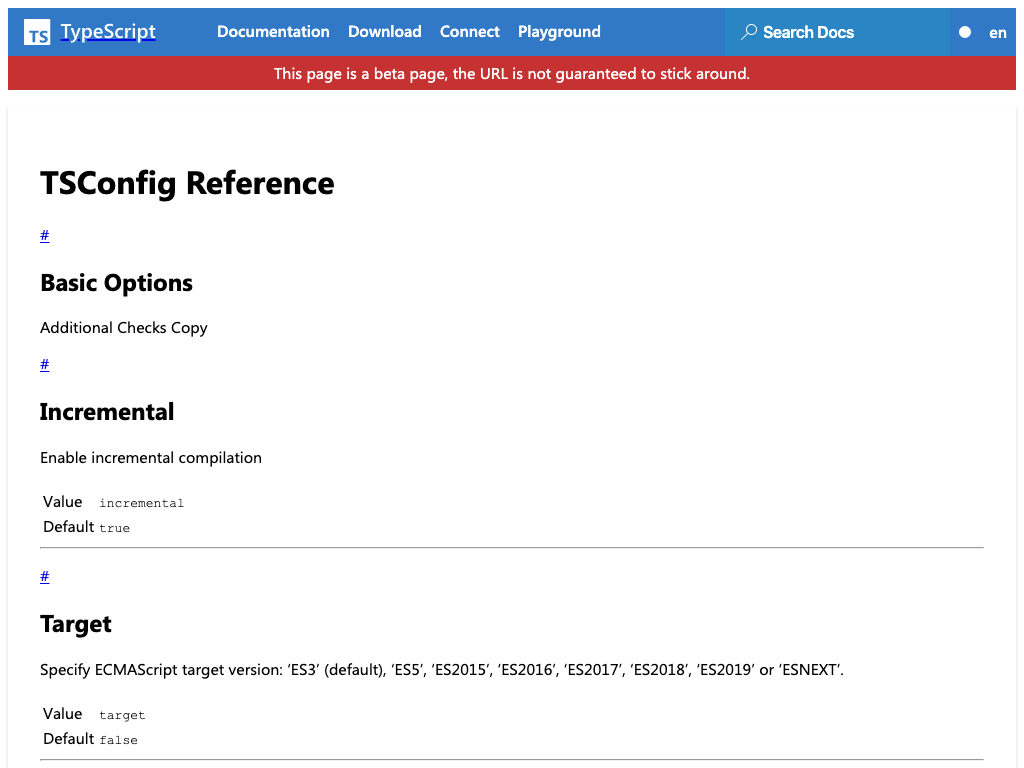 TS TypeScript Documentation Download Connect Playground Search Docs en
This page is a beta page, the URL is not guaranteed to stick around.
TSConfig Reference
#
Basic Options
Additional Checks Copy
#
Incremental
Enable incremental compilation
Value incremental
Default true
#
Target
Specify ECMAScript target version: ‘ES3’ (default), ‘ES5’, ‘ES2015’, ‘ES2016’, ‘ES2017’, ‘ES2018’, ‘ES2019’ or ‘ESNEXT’.
Value target
Default false